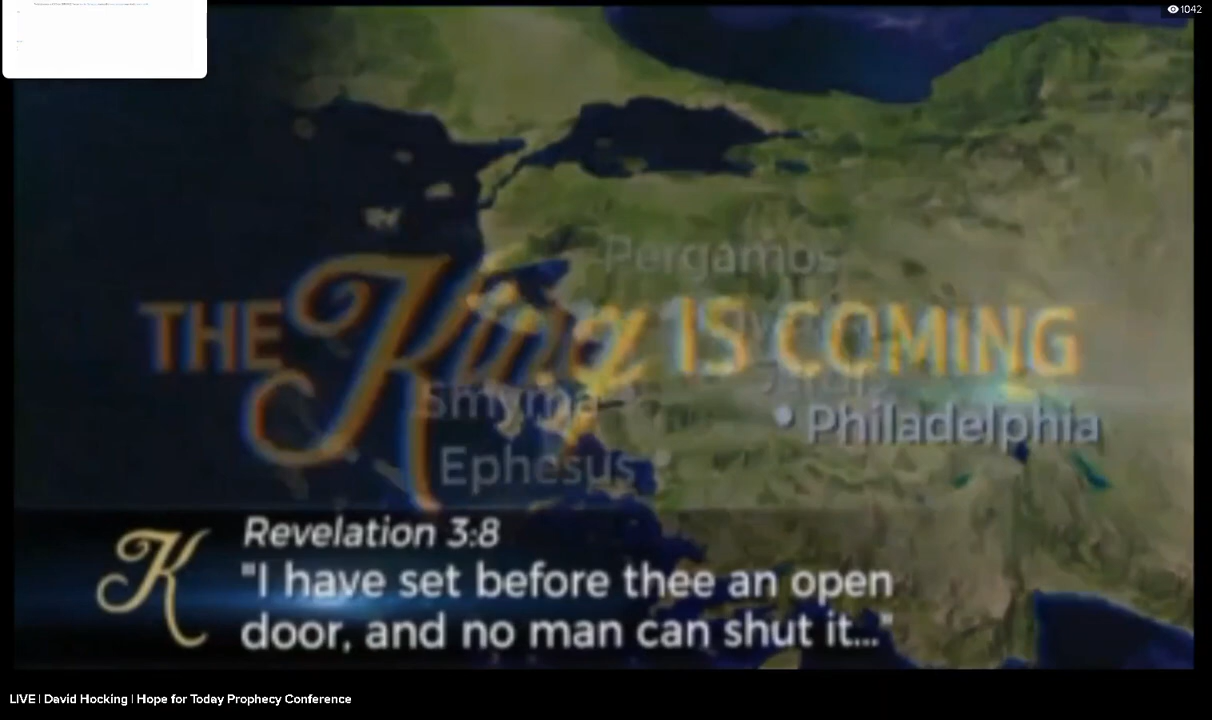 1042
Pergamos
THE King IS COMING
Smyrna
Philadelphia
Ephesus
K
Revelation 3:8
"I have set before thee an open
door, and no man can shut it..."
LIVE | David Hocking | Hope for Today Prophecy Conference